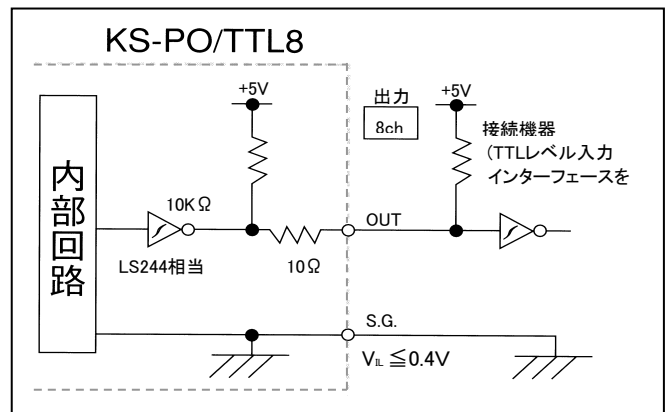 KS-PO/TTL8
+5V
出力
8ch
+5V
接続機器
(TTLレベル入力
インターフェースを
内部回路
10KΩ
LS244相当
10Ω
OUT
S.G.
VIL ≦0.4V